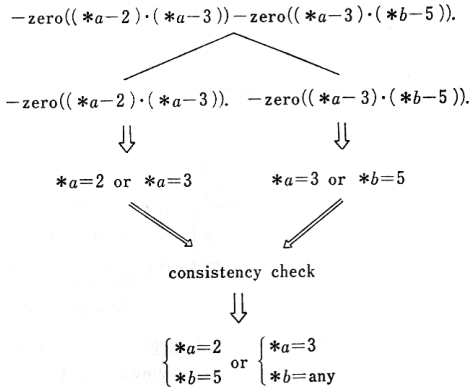 −zero((*a−2)·(*a−3))−zero((*a−3)·(*b−5)).
−zero((*a−2)·(*a−3)). −zero((*a−3)·(*b−5)).
*a=2 or *a=3 *a=3 or *b=5
consistency check
{*a=2 or {*a=3
*b=5 *b=any